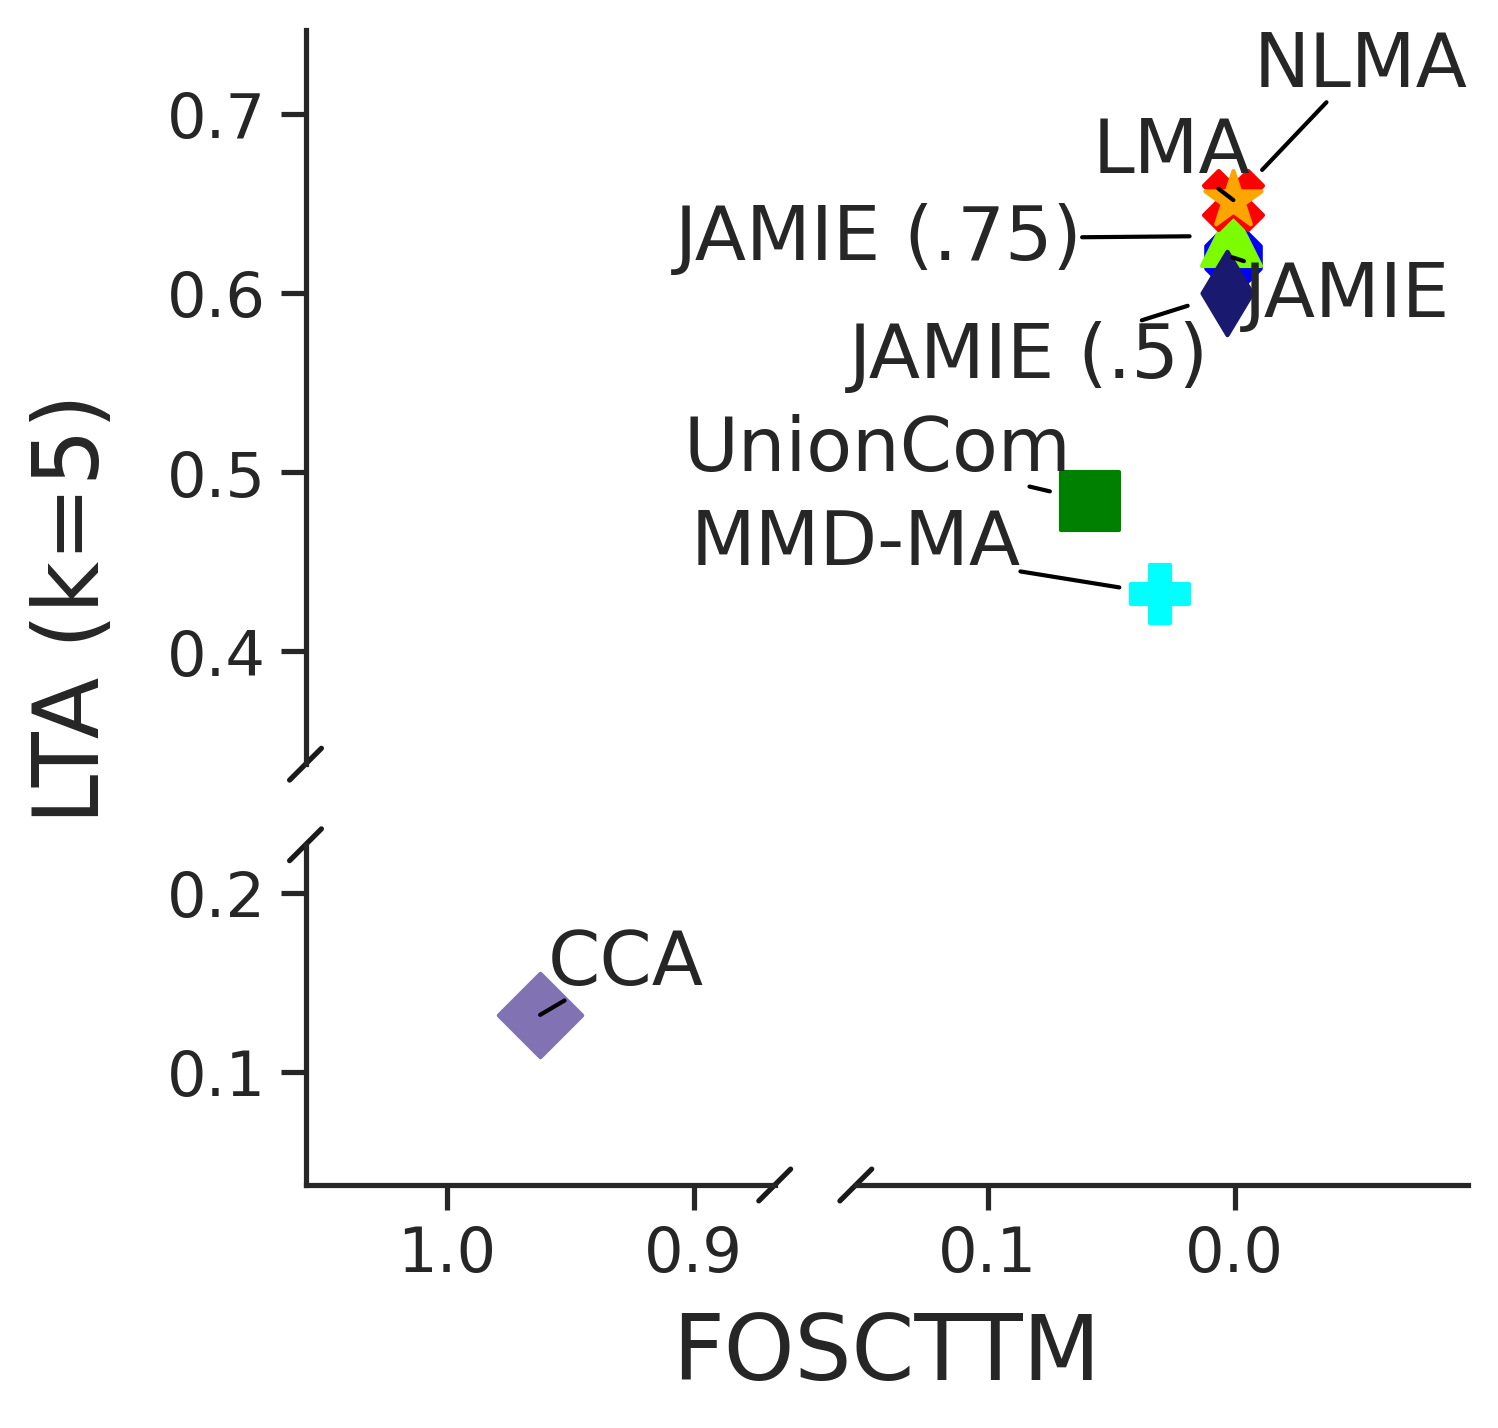 NLMA
0.7
LMA
JAMIE (.75)
0.6
JAMIE
JAMIE (.5)
UnionCom
0.5
MMD-MA
0.4
LTA (k=5)
0.2
CCA
0.1
1.0 0.9 0.1 0.0
FOSCTTM